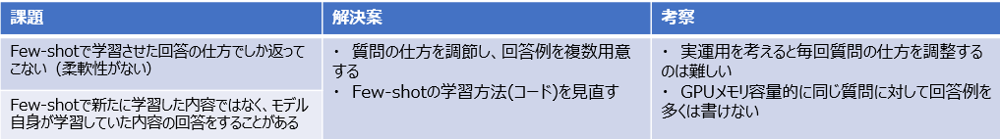 課題
解決案
考察
Few-shotで学習させた回答の仕方でしか返って
こない（柔軟性がない）
Few-shotで新たに学習した内容ではなく、モデル
自身が学習していた内容の回答をすることがある
・ 質問の仕方を調節し、回答例を複数用意
する
・ Few-shotの学習方法(コード)を見直す
・ 実運用を考えると毎回質問の仕方を調整する
のは難しい
・ GPUメモリ容量的に同じ質問に対して回答例を
多くは書けない